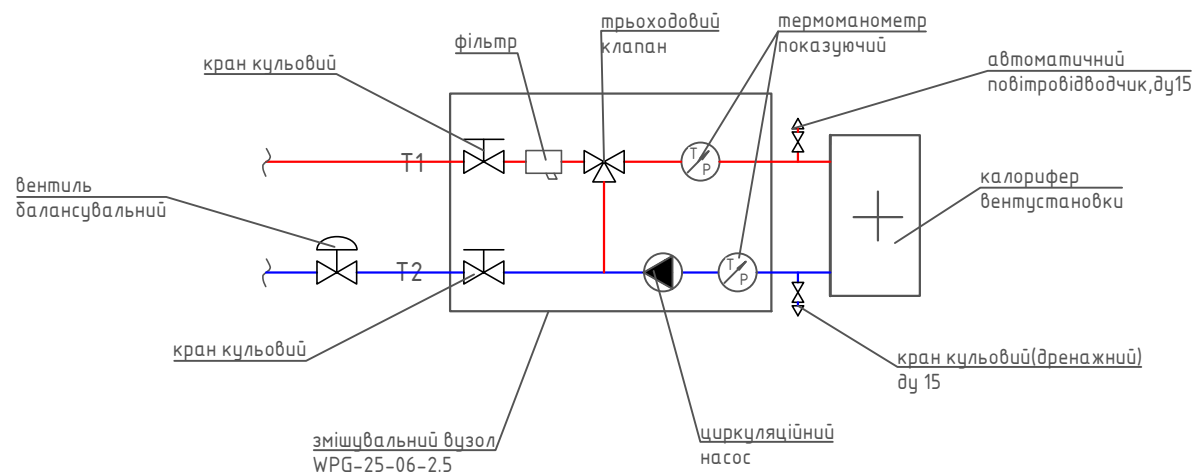 трьоходовий
клапан
термоманометр
показуючий
фільтр
кран кульовий
автоматичний
повітровідводчик,ду15
T1
T
P
вентиль
балансувальний
калорифер
вентустановки
T2
T
P
кран кульовий
кран кульовий(дренажний)
ду 15
змішувальний вузол
WPG-25-06-2.5
циркуляційний
насос